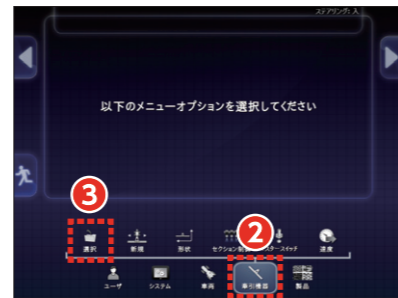 ステアリング: 入
以下のメニューオプションを選択してください
3
2
選択
新規
形状
セクション制
スタースイッチ
速度
ユーザ
システム
車両
牽引機器
製品